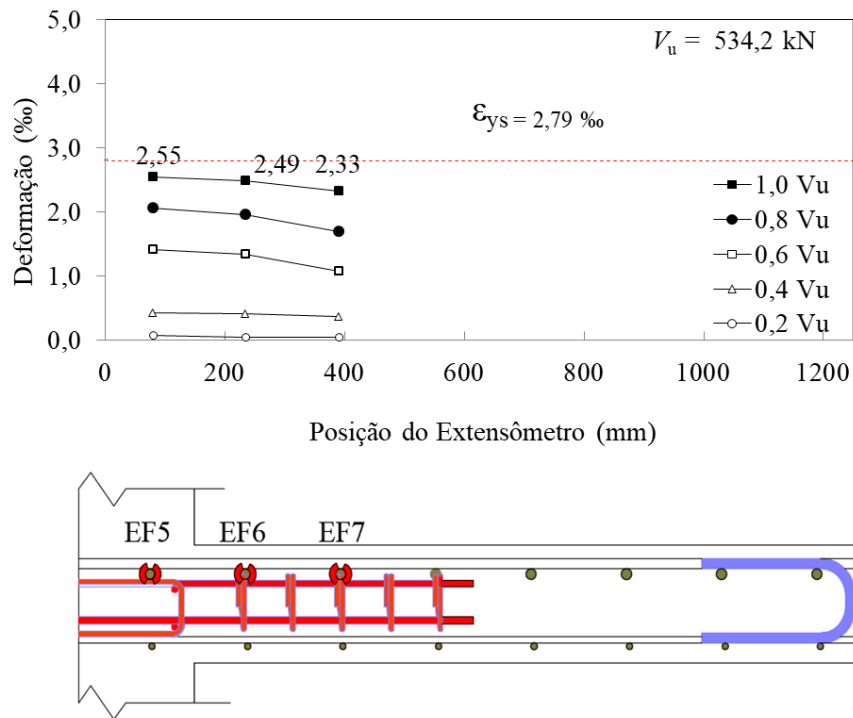 Deformação (‰)
5,0
4,0
3,0
2,0
1,0
0,0
Vu = 534,2 kN
εys = 2,79 ‰
2,55
2,49
2,33
1,0 Vu
0,8 Vu
0,6 Vu
0,4 Vu
0,2 Vu
0 200 400 600 800 1000 1200
Posição do Extensômetro (mm)
EF5 EF6 EF7